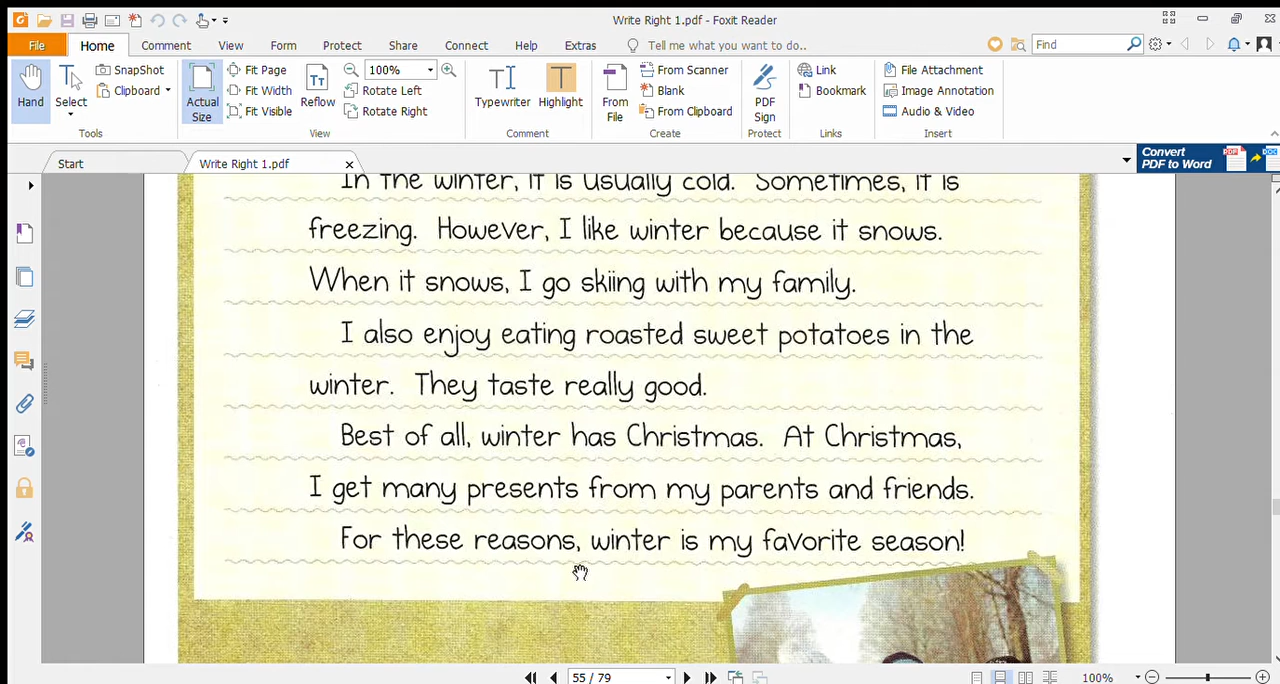 Write Right 1.pdf - Foxit Reader
File Home Comment View Form Protect Share Connect Help Extras Tell me what you want to do.. Find
Hand
Select
SnapShot
Clipboard
Tools
Actual Size
Fit Page
Fit Width
Fit Visible
Reflow
100%
Rotate Left
Rotate Right
View
Typewriter
Highlight
Comment
From File
From Scanner
Blank
From Clipboard
Create
PDF Sign
Protect
Link
Bookmark
Links
File Attachment
Image Annotation
Audio & Video
Insert
Start
Write Right 1.pdf
Convert
PDF to Word
In the winter, it is usually cold. Sometimes, it is
freezing. However, I like winter because it snows.
When it snows, I go skiing with my family.
I also enjoy eating roasted sweet potatoes in the
winter. They taste really good.
Best of all, winter has Christmas. At Christmas,
I get many presents from my parents and friends.
For these reasons, winter is my favorite season!
55 / 79
100%